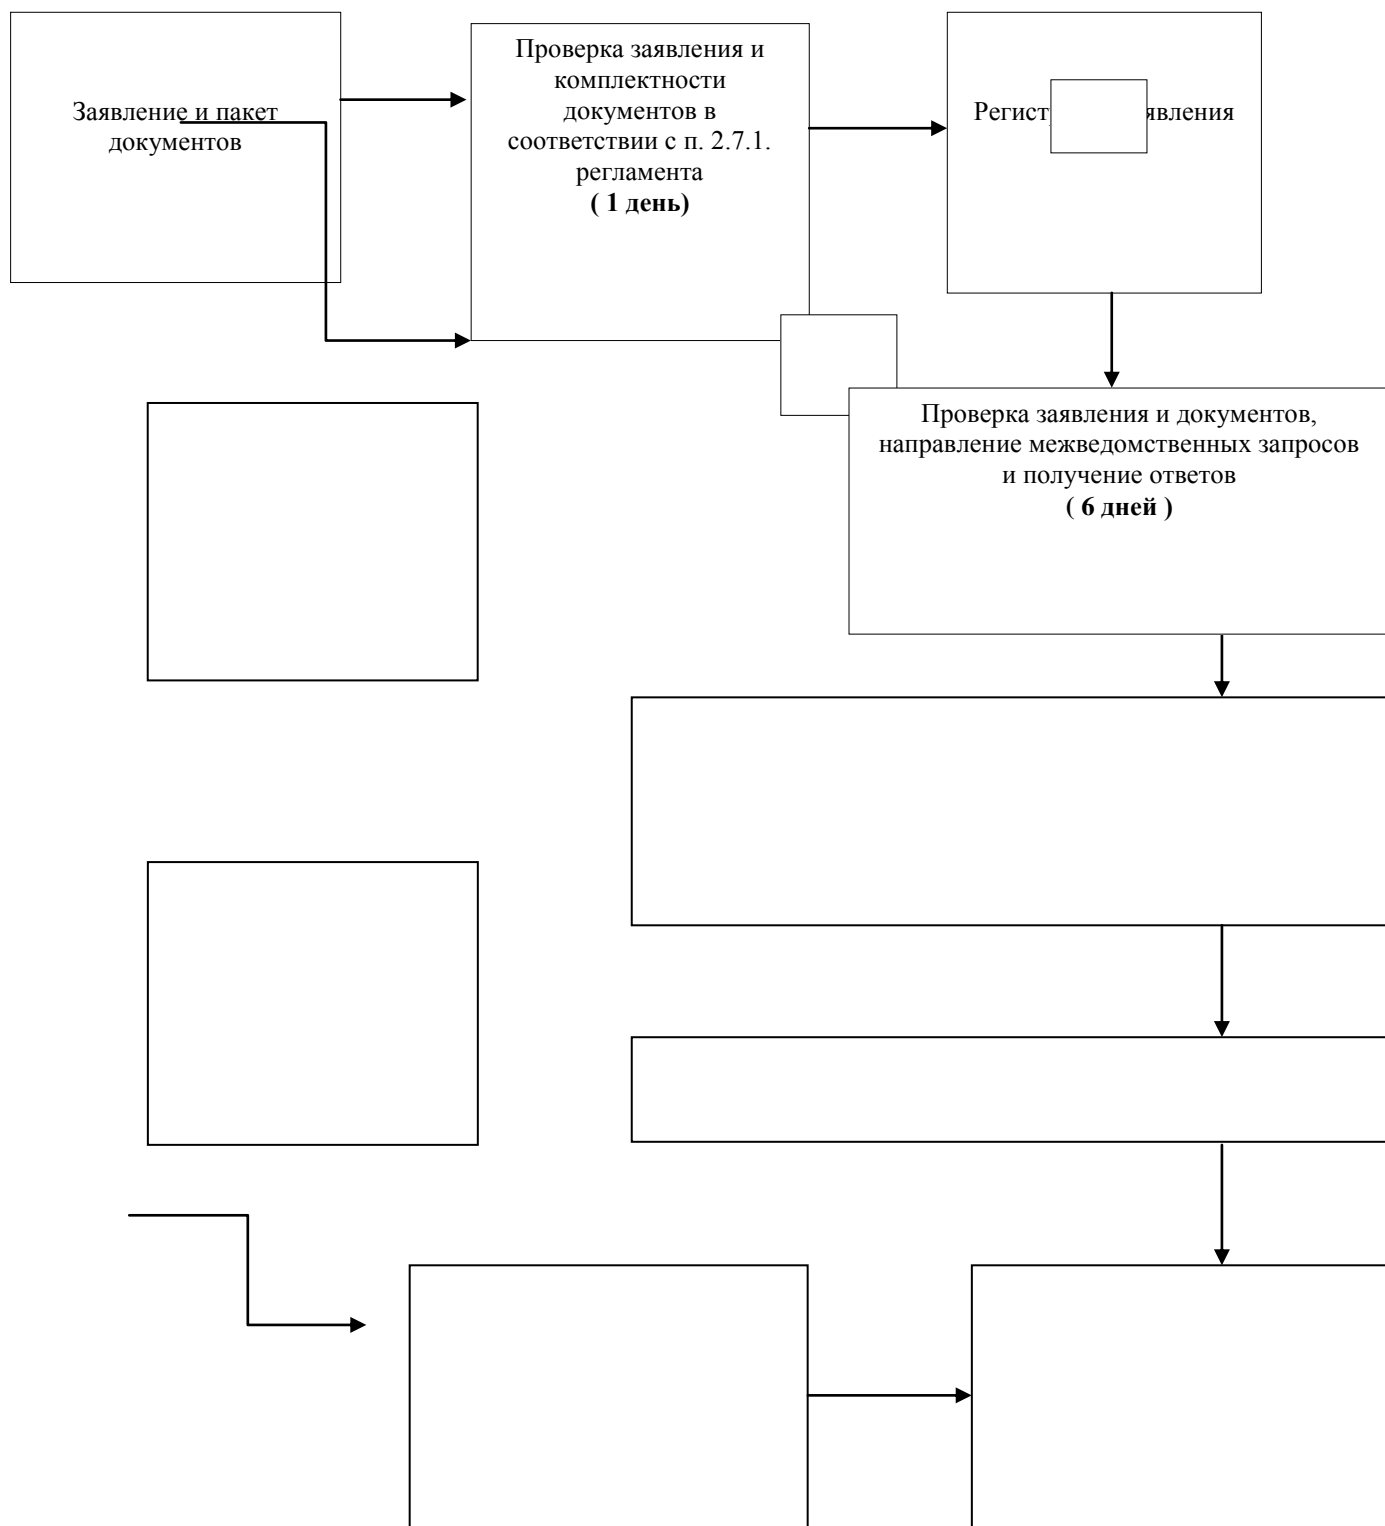 Заявление и пакет
документов
Проверка заявления и
комплектности
документов в
соответствии с п. 2.7.1.
регламента
( 1 день)
Регист явления
Проверка заявления и документов,
направление межведомственных запросов
и получение ответов
( 6 дней )